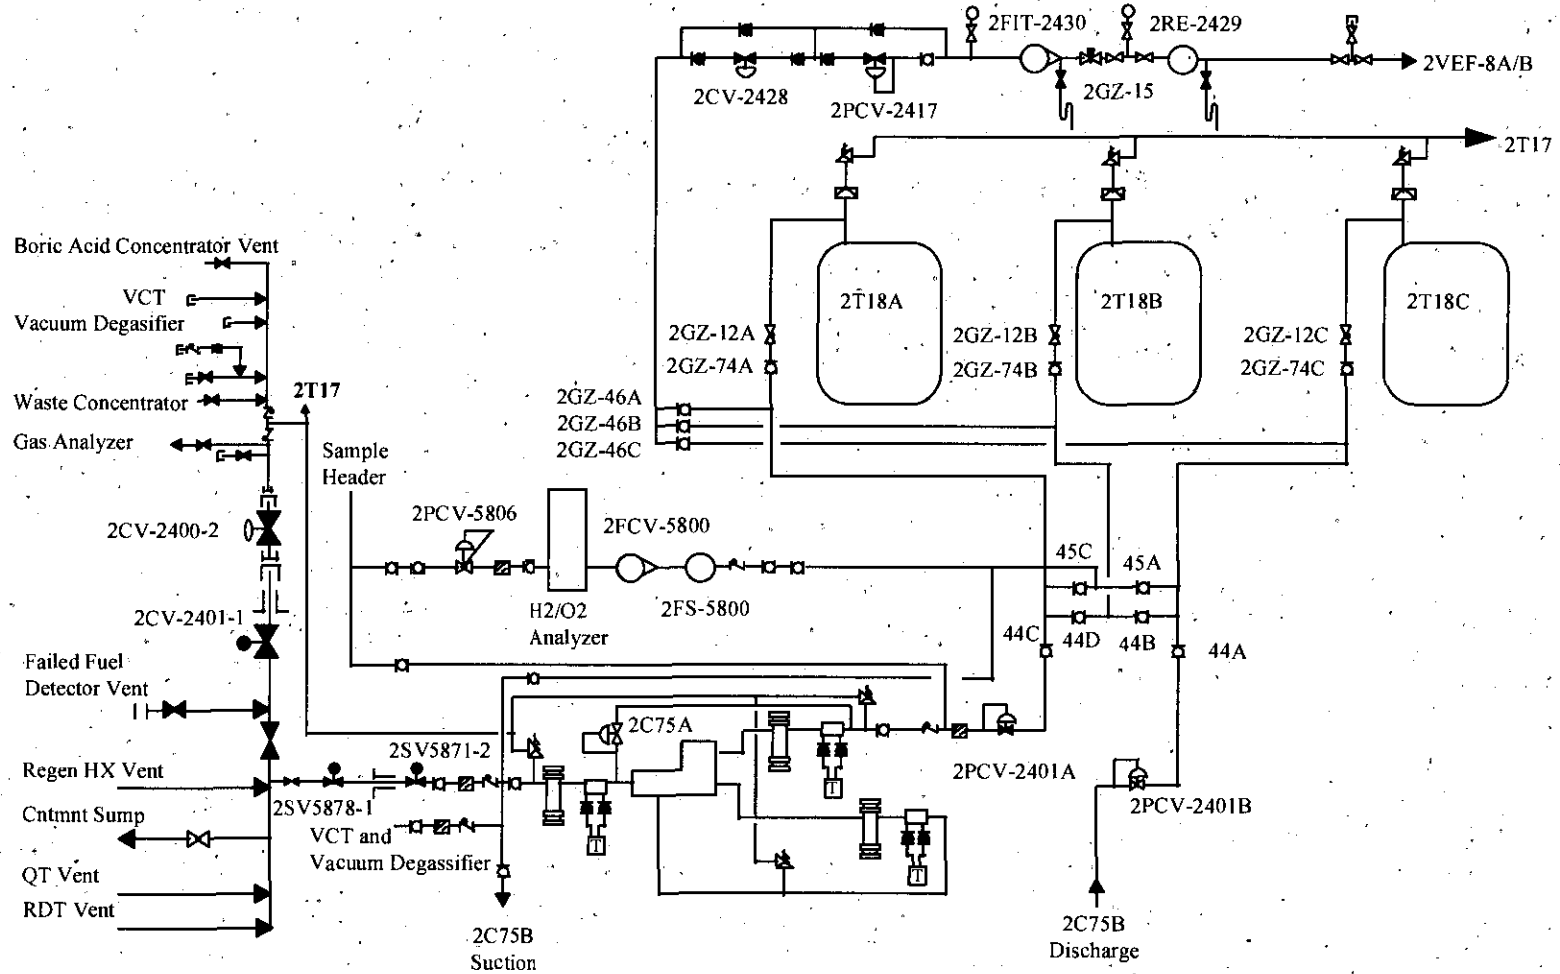 2FIT-2430
2RE-2429
2VEF-8A/B
2CV-2428
2PCV-2417
2GZ-15
2T17
Boric Acid Concentrator Vent
VCT
Vacuum Degasifier
Waste Concentrator
Gas Analyzer
2T17
2T18A
2T18B
2T18C
2GZ-12A
2GZ-74A
2GZ-12B
2GZ-74B
2GZ-12C
2GZ-74C
2GZ-46A
2GZ-46B
2GZ-46C
Sample
Header
2CV-2400-2
2PCV-5806
2FCV-5800
H2/O2
Analyzer
2FS-5800
45C
45A
44C
44D
44B
44A
2CV-2401-1
Failed Fuel
Detector Vent
2C75A
2SV5871-2
Regen HX Vent
2SV5878-1
2PCV-2401A
2PCV-2401B
Cntmnt Sump
VCT and
Vacuum Degassifier
T
T
T
QT Vent
RDT Vent
2C75B
Suction
2C75B
Discharge